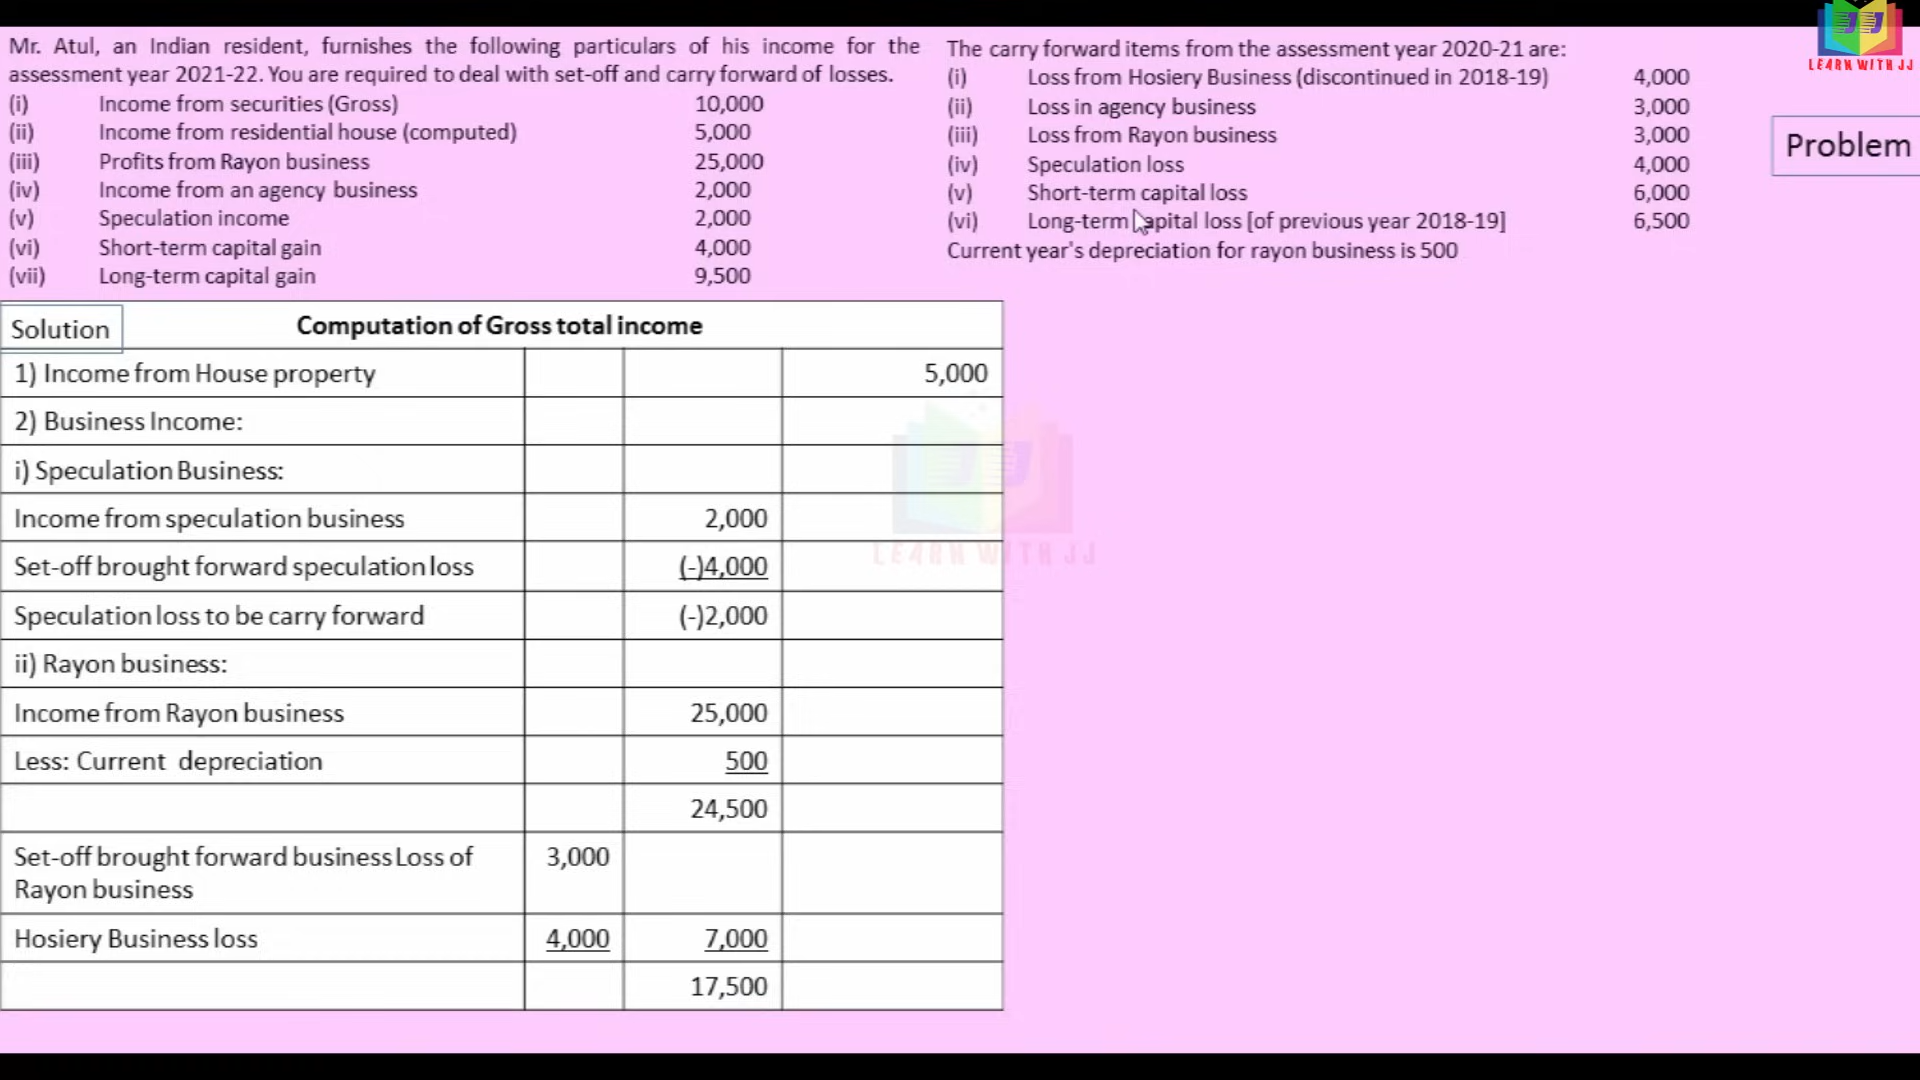 Mr. Atul, an Indian resident, furnishes the following particulars of his income for the
assessment year 2021-22. You are required to deal with set-off and carry forward of losses.
(i) Income from securities (Gross) 10,000
(ii) Income from residential house (computed) 5,000
(iii) Profits from Rayon business 25,000
(iv) Income from an agency business 2,000
(v) Speculation income 2,000
(vi) Short-term capital gain 4,000
(vii) Long-term capital gain 9,500
The carry forward items from the assessment year 2020-21 are:
(i) Loss from Hosiery Business (discontinued in 2018-19) 4,000
(ii) Loss in agency business 3,000
(iii) Loss from Rayon business 3,000
(iv) Speculation loss 4,000
(v) Short-term capital loss 6,000
(vi) Long-term capital loss [of previous year 2018-19] 6,500
Current year's depreciation for rayon business is 500
LEARN WITH JJ
Problem
Solution
Computation of Gross total income
1) Income from House property 5,000
2) Business Income:
i) Speculation Business:
Income from speculation business 2,000
Set-off brought forward speculation loss (-)4,000
Speculation loss to be carry forward (-)2,000
ii) Rayon business:
Income from Rayon business 25,000
Less: Current depreciation 500
24,500
Set-off brought forward business Loss of
Rayon business 3,000
Hosiery Business loss 4,000 7,000
17,500
LEARN WITH JJ